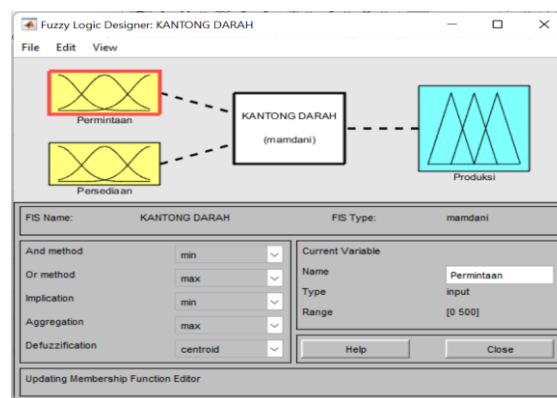 Fuzzy Logic Designer: KANTONG DARAH
File Edit View
Permintaan
Persediaan
KANTONG DARAH
(mamdani)
Produksi
FIS Name: KANTONG DARAH FIS Type: mamdani
And method min
Or method max
Implication min
Aggregation max
Defuzzification centroid
Current Variable
Name Permintaan
Type input
Range [0 500]
Help Close
Updating Membership Function Editor